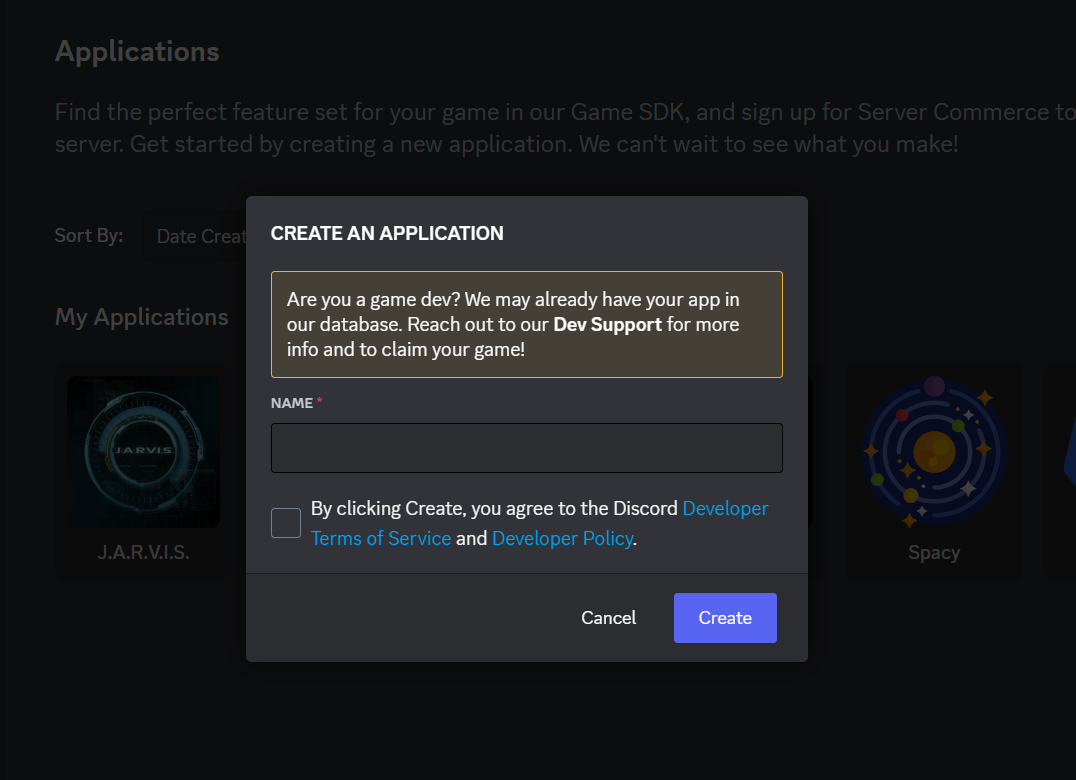 Applications
Find the perfect feature set for your game in our Game SDK, and sign up for Server Commerce to
server. Get started by creating a new application. We can't wait to see what you make!
Sort By:
Date Creat
CREATE AN APPLICATION
Are you a game dev? We may already have your app in
our database. Reach out to our Dev Support for more
info and to claim your game!
NAME *
My Applications
By clicking Create, you agree to the Discord Developer
Terms of Service and Developer Policy.
Cancel
Create
J.A.R.V.I.S.
J.A.R.V.I.S.
Spacy